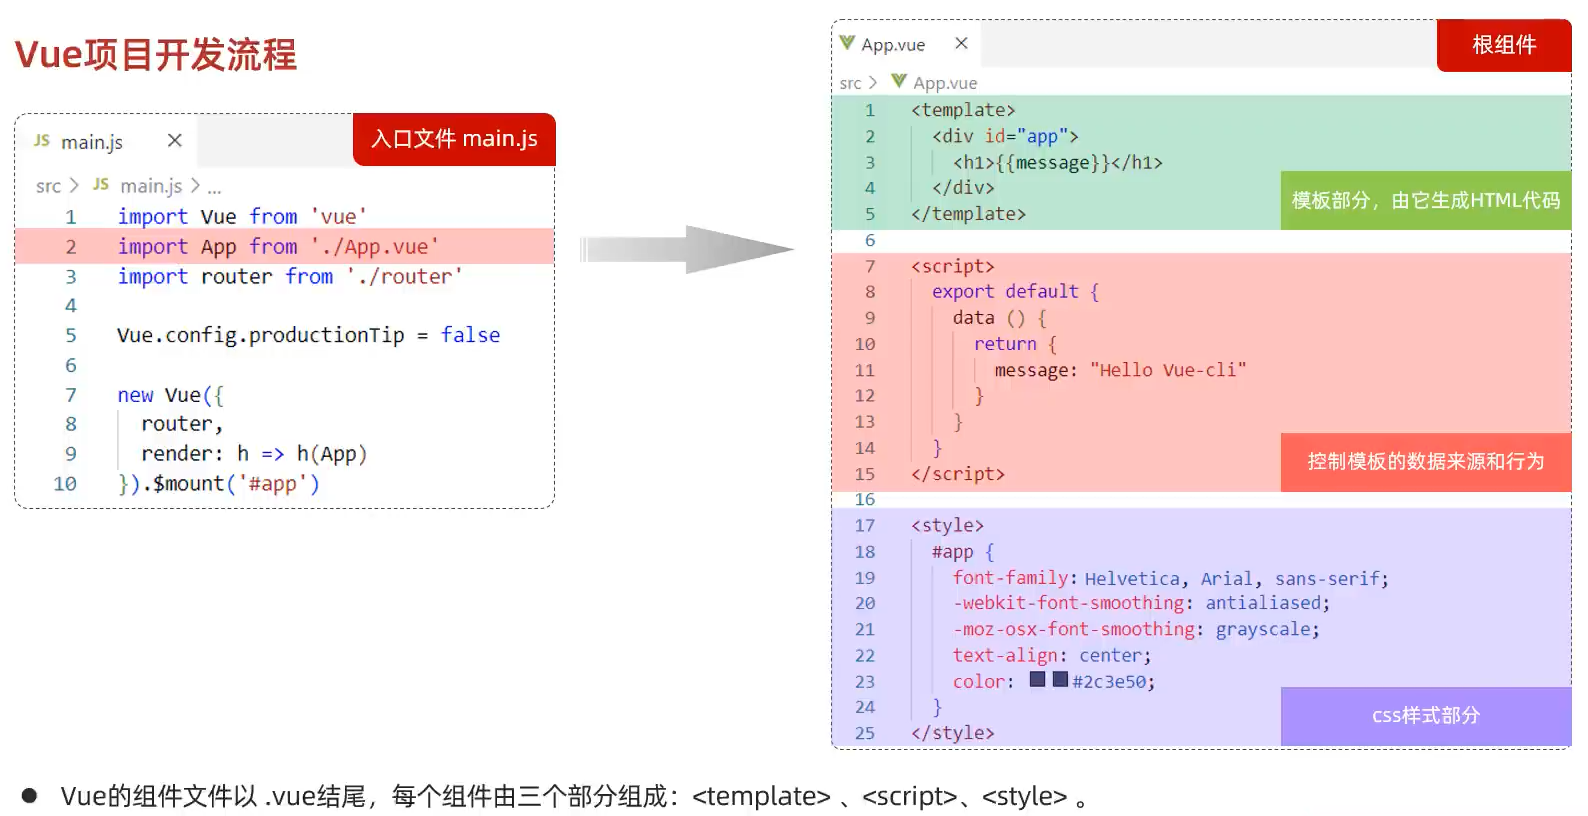 Vue项目开发流程
JS main.js ×
入口文件 main.js
src > JS main.js > ...
1 import Vue from 'vue'
2 import App from './App.vue'
3 import router from './router'
4
5 Vue.config.productionTip = false
6
7 new Vue({
8 router,
9 render: h => h(App)
10 }).$mount('#app')
App.vue ×
根组件
src > App.vue
1 <template>
2 <div id="app">
3 <h1>{{message}}</h1>
4 </div>
5 </template>
模板部分，由它生成HTML代码
6
7 <script>
8 export default {
9 data () {
10 return {
11 message: "Hello Vue-cli"
12 }
13 }
14 }
15 </script>
控制模板的数据来源和行为
16
17 <style>
18 #app {
19 font-family: Helvetica, Arial, sans-serif;
20 -webkit-font-smoothing: antialiased;
21 -moz-osx-font-smoothing: grayscale;
22 text-align: center;
23 color: #2c3e50;
24 }
25 </style>
css样式部分
● Vue的组件文件以 .vue结尾，每个组件由三个部分组成：<template> 、<script>、<style> 。